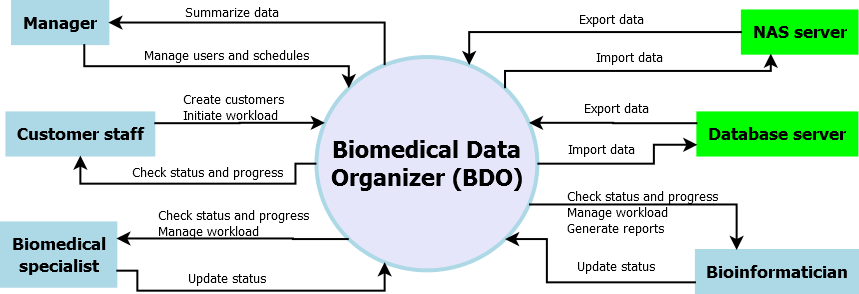 Manager
Summarize data
Manage users and schedules
Customer staff
Create customers
Initiate workload
Check status and progress
Biomedical
specialist
Check status and progress
Manage workload
Update status
Biomedical Data
Organizer (BDO)
Export data
NAS server
Import data
Export data
Database server
Import data
Check status and progress
Manage workload
Generate reports
Update status
Bioinformatician